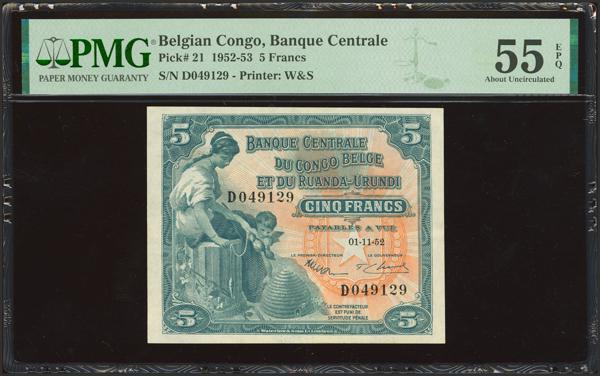 PMG®
PAPER MONEY GUARANTY
Belgian Congo, Banque Centrale
Pick# 21 1952-53 5 Francs
S/N D049129 - Printer: W&S
55 EPQ
About Uncirculated
5 5
BANQUE CENTRALE
DU CONGO BELGE
ET DU RUANDA-URUNDI
D049129
CINQ FRANCS
PAYABLES A VUE
01-11-52
LE PREMIER-DIRECTEUR LE GOUVERNEUR
D049129
LE CONTREFACTEUR
EST PUNI DE
SERVITUDE PÉNALE
5 5